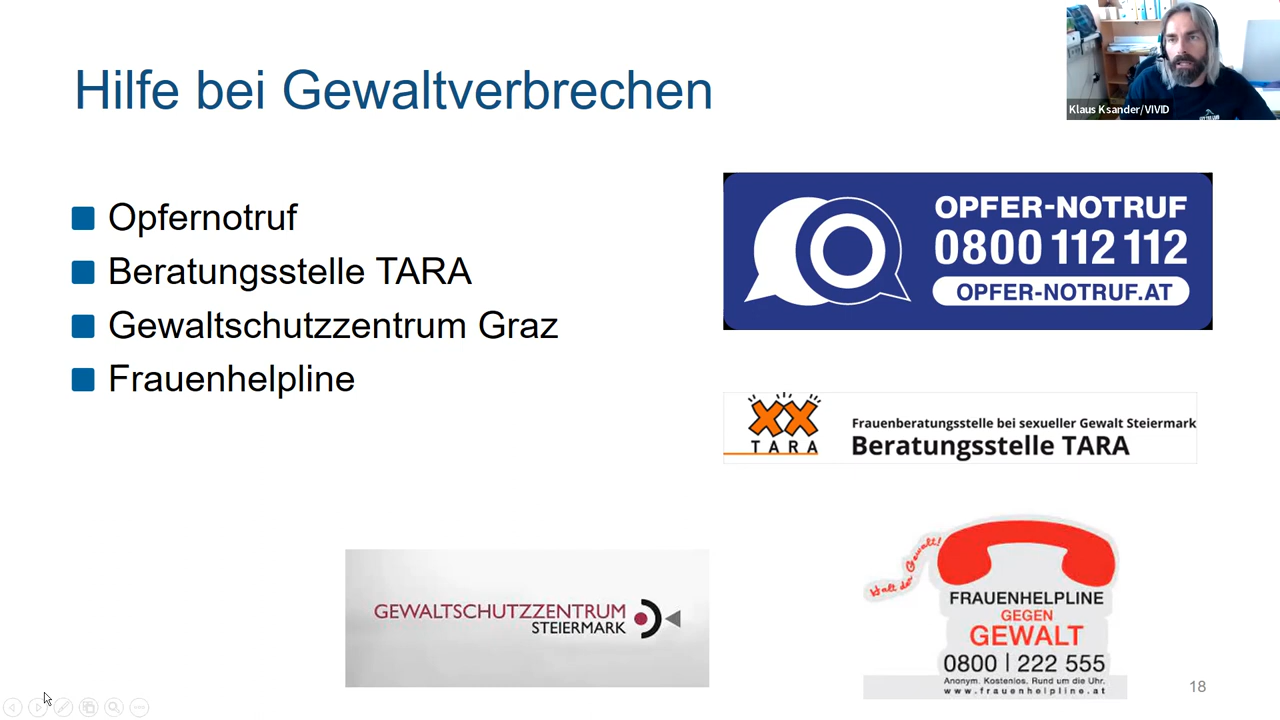 Hilfe bei Gewaltverbrechen
Klaus Ksander/VIVID
Opfernotruf
Beratungsstelle TARA
Gewaltschutzzentrum Graz
Frauenhelpline
OPFER-NOTRUF
0800 112 112
OPFER-NOTRUF.AT
TARA
Frauenberatungsstelle bei sexueller Gewalt Steiermark
Beratungsstelle TARA
GEWALTSCHUTZZENTRUM
STEIERMARK
Halt der Gewalt!
FRAUENHELPLINE
GEGEN
GEWALT
0800 | 222 555
Anonym. Kostenlos. Rund um die Uhr.
www.frauenhelpline.at
18